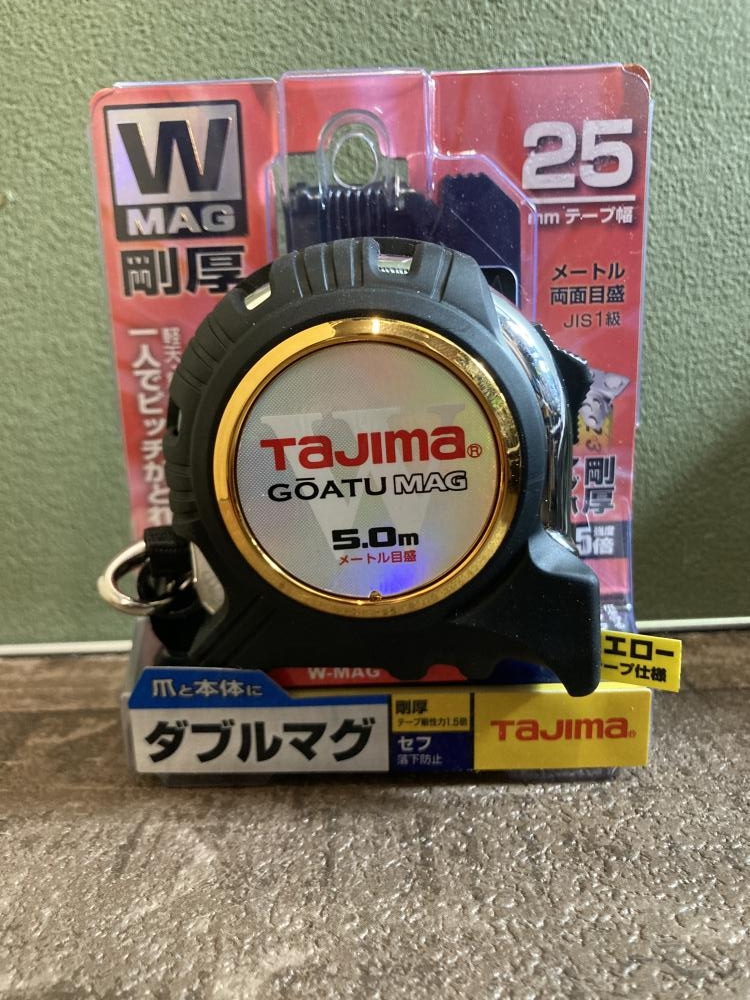 W
MAG
剛厚
25
mm テープ幅
メートル
両面目盛
JIS1級
一人でピッチがとれ
TaJIma®
GŌATU MAG
5.0m
メートル目盛
剛厚
5倍
W-MAG
エロー
ープ仕様
爪と本体に
ダブルマグ
剛厚
テープ剛性力1.5倍
セフ
落下防止
TaJIma®